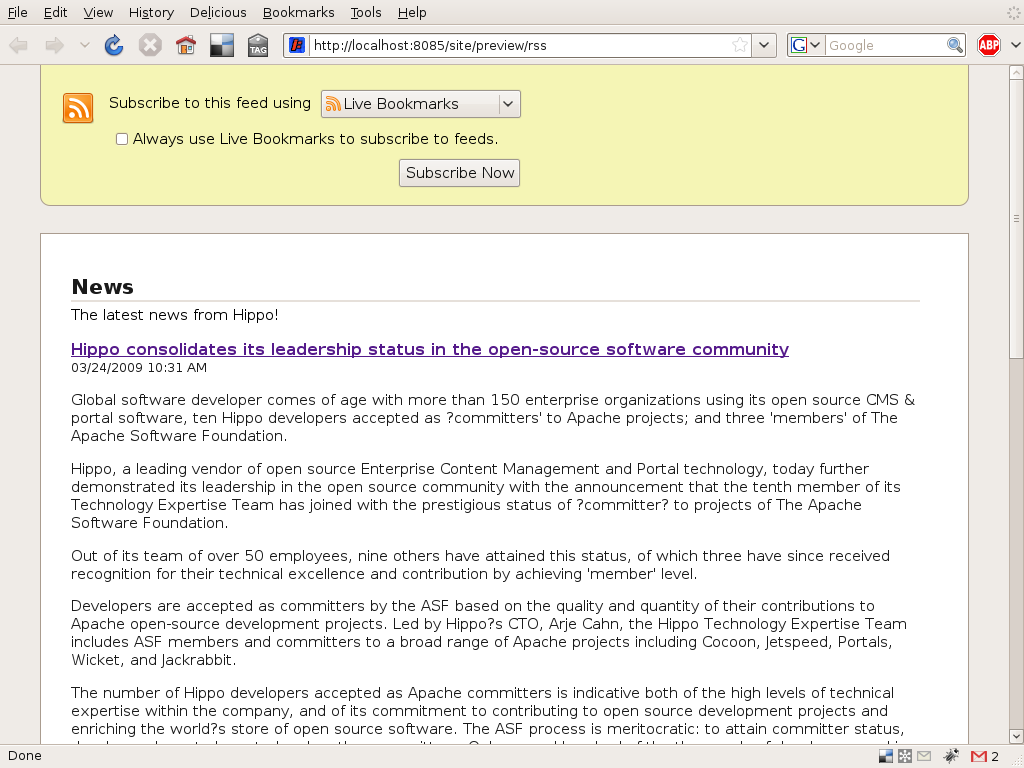 File Edit View History Delicious Bookmarks Tools Help
TAG http://localhost:8085/site/preview/rss G Google ABP
Subscribe to this feed using Live Bookmarks
Always use Live Bookmarks to subscribe to feeds.
Subscribe Now
News
The latest news from Hippo!
Hippo consolidates its leadership status in the open-source software community
03/24/2009 10:31 AM
Global software developer comes of age with more than 150 enterprise organizations using its open source CMS &
portal software, ten Hippo developers accepted as ?committers' to Apache projects; and three 'members' of The
Apache Software Foundation.
Hippo, a leading vendor of open source Enterprise Content Management and Portal technology, today further
demonstrated its leadership in the open source community with the announcement that the tenth member of its
Technology Expertise Team has joined with the prestigious status of ?committer? to projects of The Apache
Software Foundation.
Out of its team of over 50 employees, nine others have attained this status, of which three have since received
recognition for their technical excellence and contribution by achieving 'member' level.
Developers are accepted as committers by the ASF based on the quality and quantity of their contributions to
Apache open-source development projects. Led by Hippo?s CTO, Arje Cahn, the Hippo Technology Expertise Team
includes ASF members and committers to a broad range of Apache projects including Cocoon, Jetspeed, Portals,
Wicket, and Jackrabbit.
The number of Hippo developers accepted as Apache committers is indicative both of the high levels of technical
expertise within the company, and of its commitment to contributing to open source development projects and
enriching the world?s store of open source software. The ASF process is meritocratic: to attain committer status,
Done 2